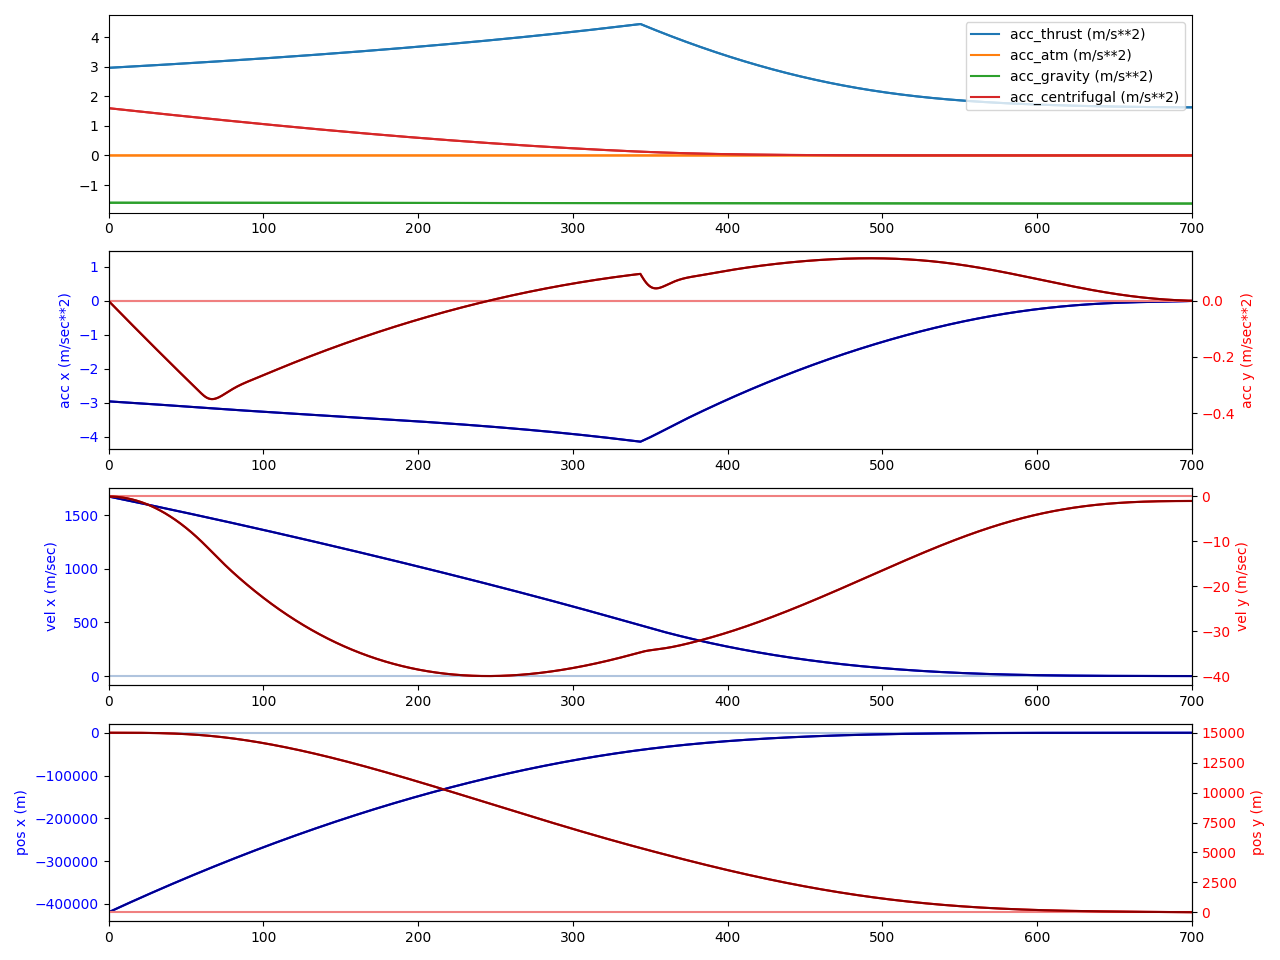 4
3
2
1
0
−1
acc_thrust (m/s**2)
acc_atm (m/s**2)
acc_gravity (m/s**2)
acc_centrifugal (m/s**2)
0 100 200 300 400 500 600 700
acc x (m/sec**2)
1
0
−1
−2
−3
−4
0.0
−0.2
−0.4
acc y (m/sec**2)
0 100 200 300 400 500 600 700
vel x (m/sec)
1500
1000
500
0
0
−10
−20
−30
−40
vel y (m/sec)
0 100 200 300 400 500 600 700
pos x (m)
0
−100000
−200000
−300000
−400000
15000
12500
10000
7500
5000
2500
0
pos y (m)
0 100 200 300 400 500 600 700